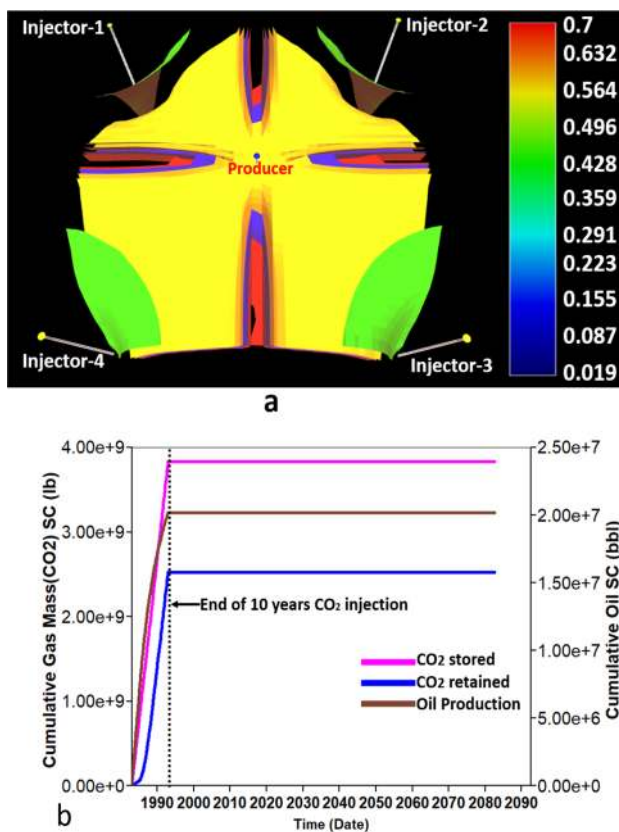 Injector-1
Injector-2
Producer
Injector-4
Injector-3
0.7
0.632
0.564
0.496
0.428
0.359
0.291
0.223
0.155
0.087
0.019
a
Cumulative Gas Mass(CO2) SC (lb)
4.00e+9
3.00e+9
2.00e+9
1.00e+9
0.00e+0
End of 10 years CO₂ injection
CO2 stored
CO2 retained
Oil Production
2.50e+7
2.00e+7
1.50e+7
1.00e+7
5.00e+6
0.00e+0
Cumulative Oil SC (bbl)
1990 2000 2010 2020 2030 2040 2050 2060 2070 2080 2090
Time (Date)
b